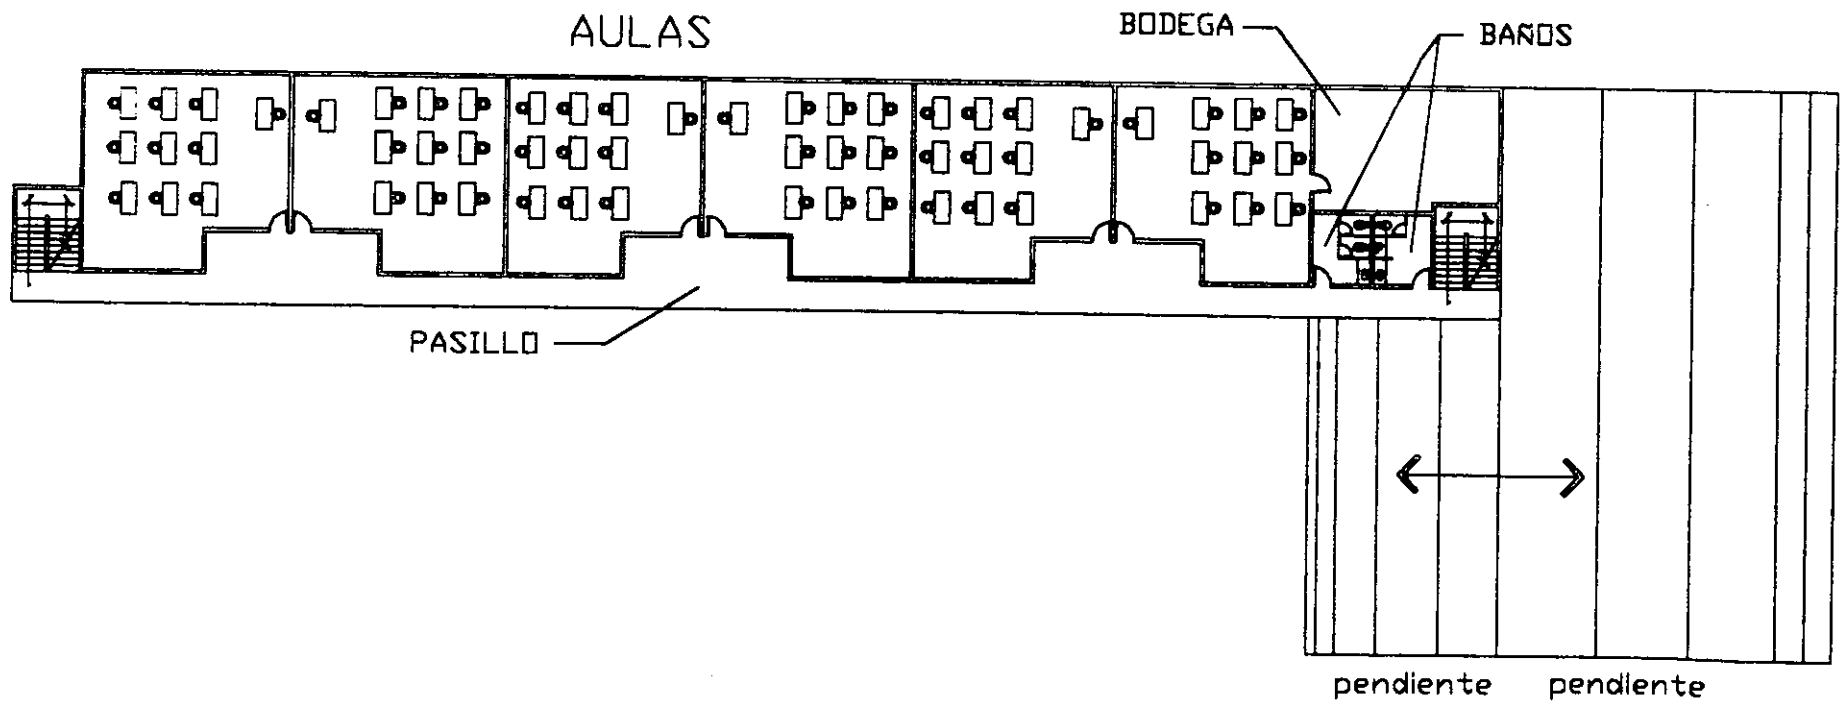 AULAS
BODEGA
BAÑOS
PASILLO
pendiente
pendiente